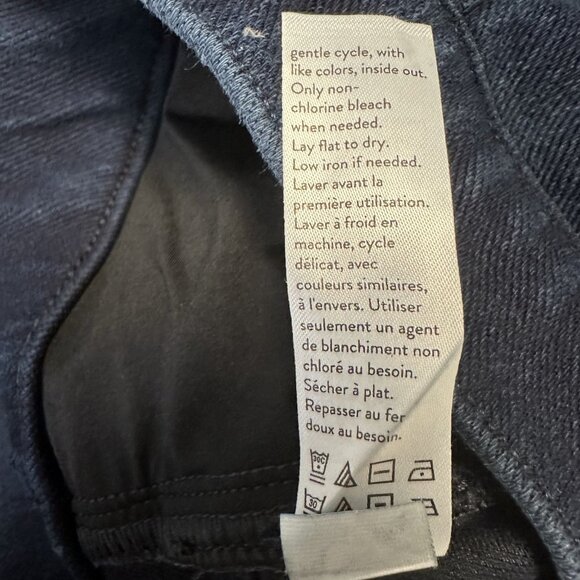 gentle cycle, with
like colors, inside out.
Only non-
chlorine bleach
when needed.
Lay flat to dry.
Low iron if needed.
Laver avant la
première utilisation.
Laver à froid en
machine, cycle
délicat, avec
couleurs similaires,
à l'envers. Utiliser
seulement un agent
de blanchiment non
chloré au besoin.
Sécher à plat.
Repasser au fer
doux au besoin.
30C
30